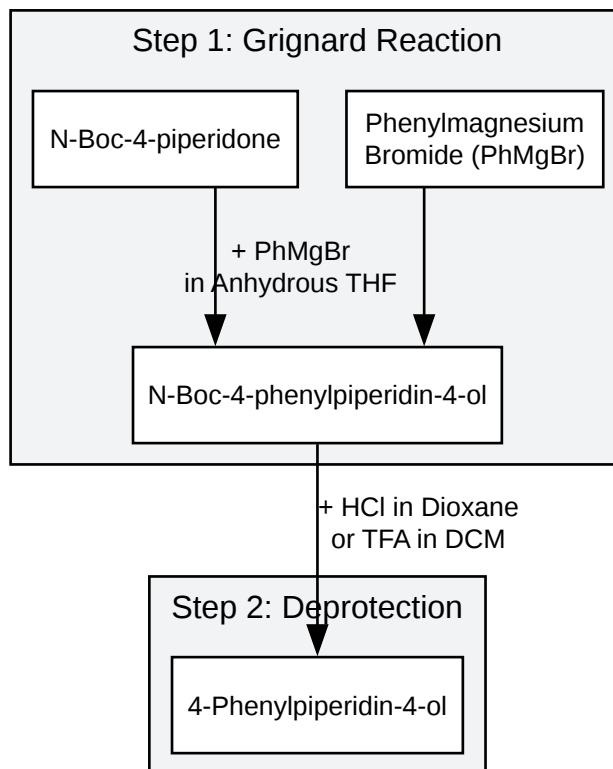 Step 1: Grignard Reaction
N-Boc-4-piperidone
Phenylmagnesium
Bromide (PhMgBr)
+ PhMgBr
in Anhydrous THF
N-Boc-4-phenylpiperidin-4-ol
+ HCl in Dioxane
or TFA in DCM
Step 2: Deprotection
4-Phenylpiperidin-4-ol